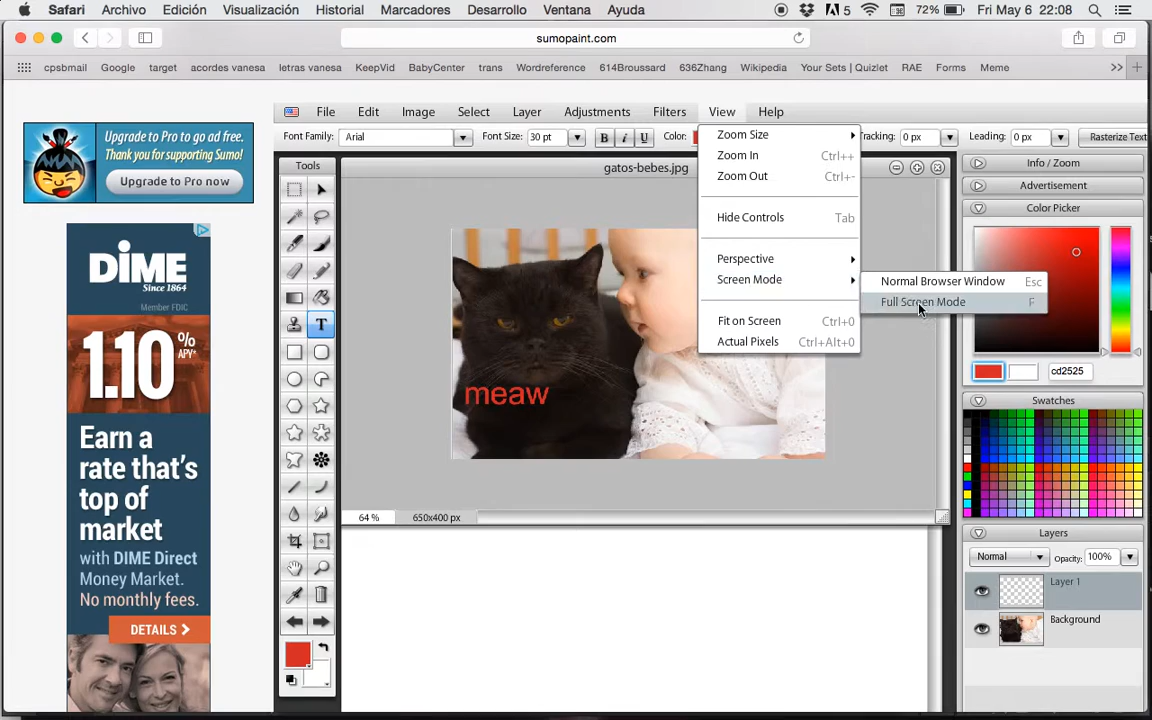 Safari Archivo Edición Visualización Historial Marcadores Desarrollo Ventana Ayuda 5 72% Fri May 6 22:08
sumopaint.com
cpsbmail Google target acordes vanesa letras vanesa KeepVid BabyCenter trans Wordreference 614Broussard 636Zhang Wikipedia Your Sets | Quizlet RAE Forms Meme >> +
File Edit Image Select Layer Adjustments Filters View Help
Font Family: Arial Font Size: 30 pt B i U Color: Tracking: 0 px Leading: 0 px Rasterize Text
Upgrade to Pro to go ad free.
Thank you for supporting Sumo!
Upgrade to Pro now
DIME
Since 1864
Member FDIC
1.10% APY*
Earn a
rate that's
top of
market
with DIME Direct
Money Market.
No monthly fees.
DETAILS
Tools
T
gatos-bebes.jpg
meaw
64 % 650x400 px
Zoom Size
Zoom In Ctrl++
Zoom Out Ctrl+-
Hide Controls Tab
Perspective
Screen Mode
Fit on Screen Ctrl+0
Actual Pixels Ctrl+Alt+0
Normal Browser Window Esc
Full Screen Mode F
Info / Zoom
Advertisement
Color Picker
cd2525
Swatches
Layers
Normal Opacity: 100%
Layer 1
Background